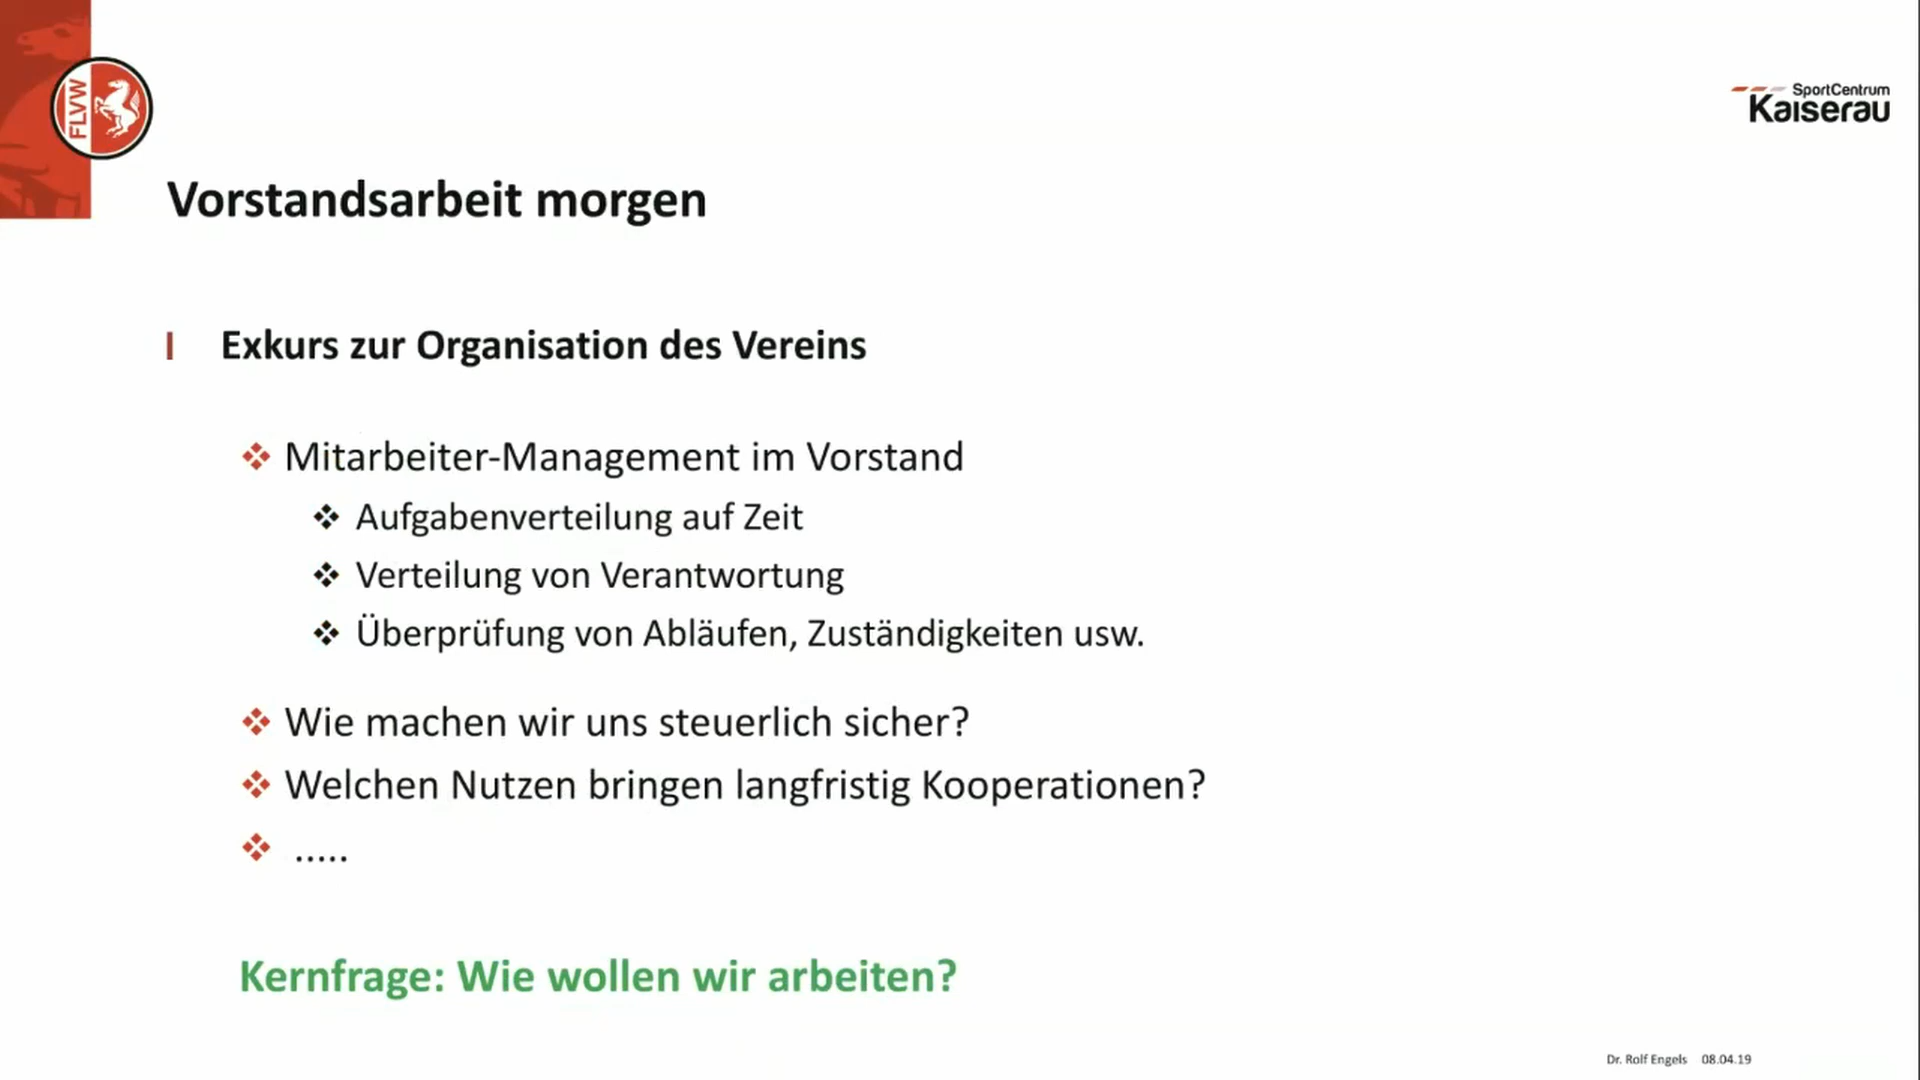 FLVW
SportCentrum
Kaiserau
Vorstandsarbeit morgen
Exkurs zur Organisation des Vereins
Mitarbeiter-Management im Vorstand
Aufgabenverteilung auf Zeit
Verteilung von Verantwortung
Überprüfung von Abläufen, Zuständigkeiten usw.
Wie machen wir uns steuerlich sicher?
Welchen Nutzen bringen langfristig Kooperationen?
.....
Kernfrage: Wie wollen wir arbeiten?
Dr. Rolf Engels 08.04.19